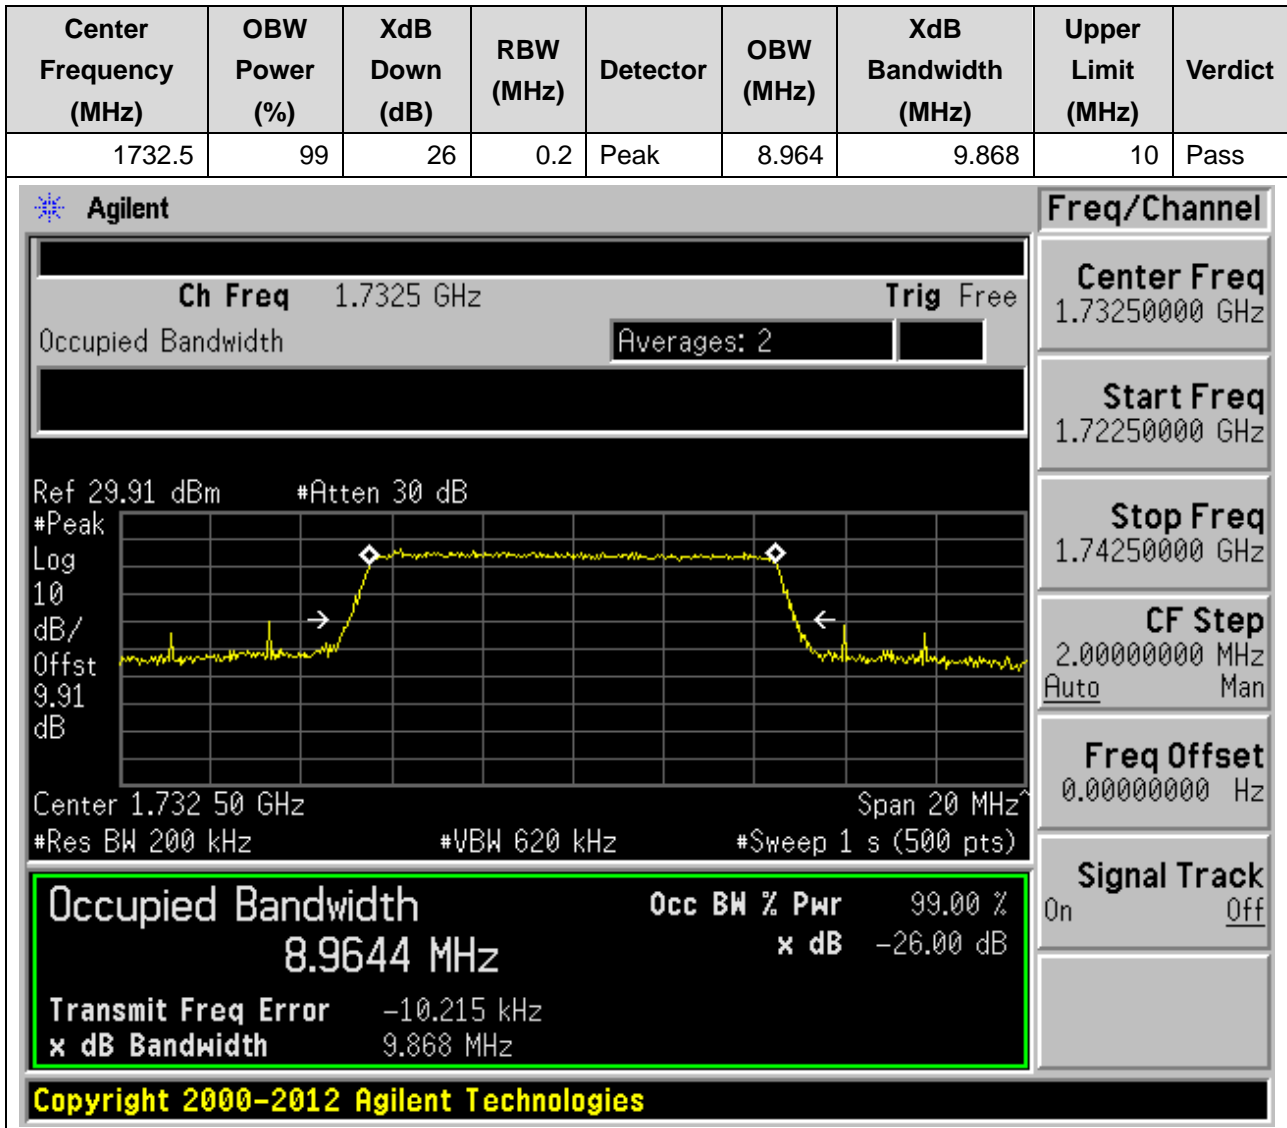 Center Frequency (MHz) OBW Power (%) XdB Down (dB) RBW (MHz) Detector OBW (MHz) XdB Bandwidth (MHz) Upper Limit (MHz) Verdict
1732.5 99 26 0.2 Peak 8.964 9.868 10 Pass
Agilent
Ch Freq 1.7325 GHz Trig Free
Occupied Bandwidth Averages: 2
Ref 29.91 dBm #Atten 30 dB
#Peak
Log
10
dB/
Offst
9.91
dB
Center 1.732 50 GHz Span 20 MHz^
#Res BW 200 kHz #VBW 620 kHz #Sweep 1 s (500 pts)
Occupied Bandwidth Occ BW % Pwr 99.00 %
8.9644 MHz x dB -26.00 dB
Transmit Freq Error -10.215 kHz
x dB Bandwidth 9.868 MHz
Copyright 2000-2012 Agilent Technologies
Freq/Channel
Center Freq
1.73250000 GHz
Start Freq
1.72250000 GHz
Stop Freq
1.74250000 GHz
CF Step
2.00000000 MHz
Auto Man
Freq Offset
0.00000000 Hz
Signal Track
On Off